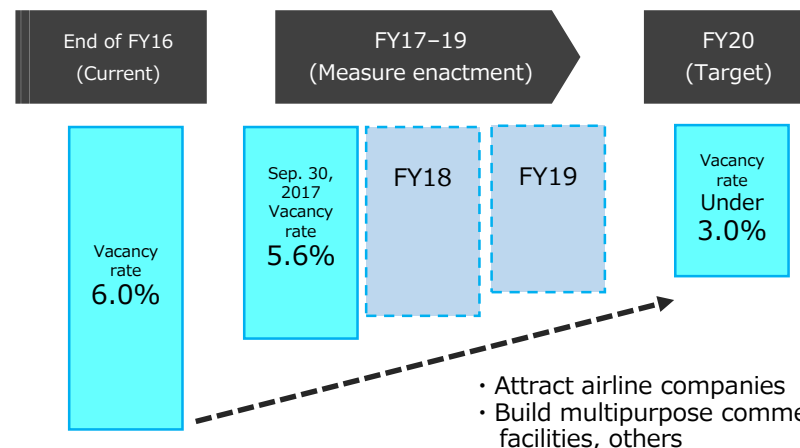 End of FY16
(Current)
FY17–19
(Measure enactment)
FY20
(Target)
Vacancy
rate
6.0%
Sep. 30,
2017
Vacancy
rate
5.6%
FY18
FY19
Vacancy
rate
Under
3.0%
・Attract airline companies
・Build multipurpose comme
facilities, others